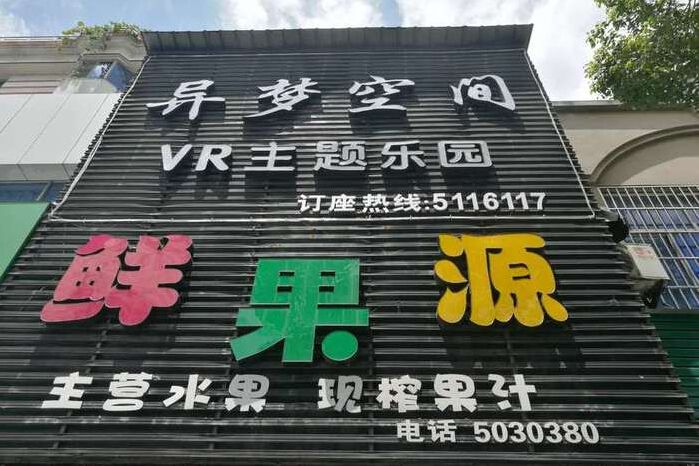 异梦空间
VR主题乐园
订座热线:5116117
鲜果源
主营水果 现榨果汁
电话 5030380